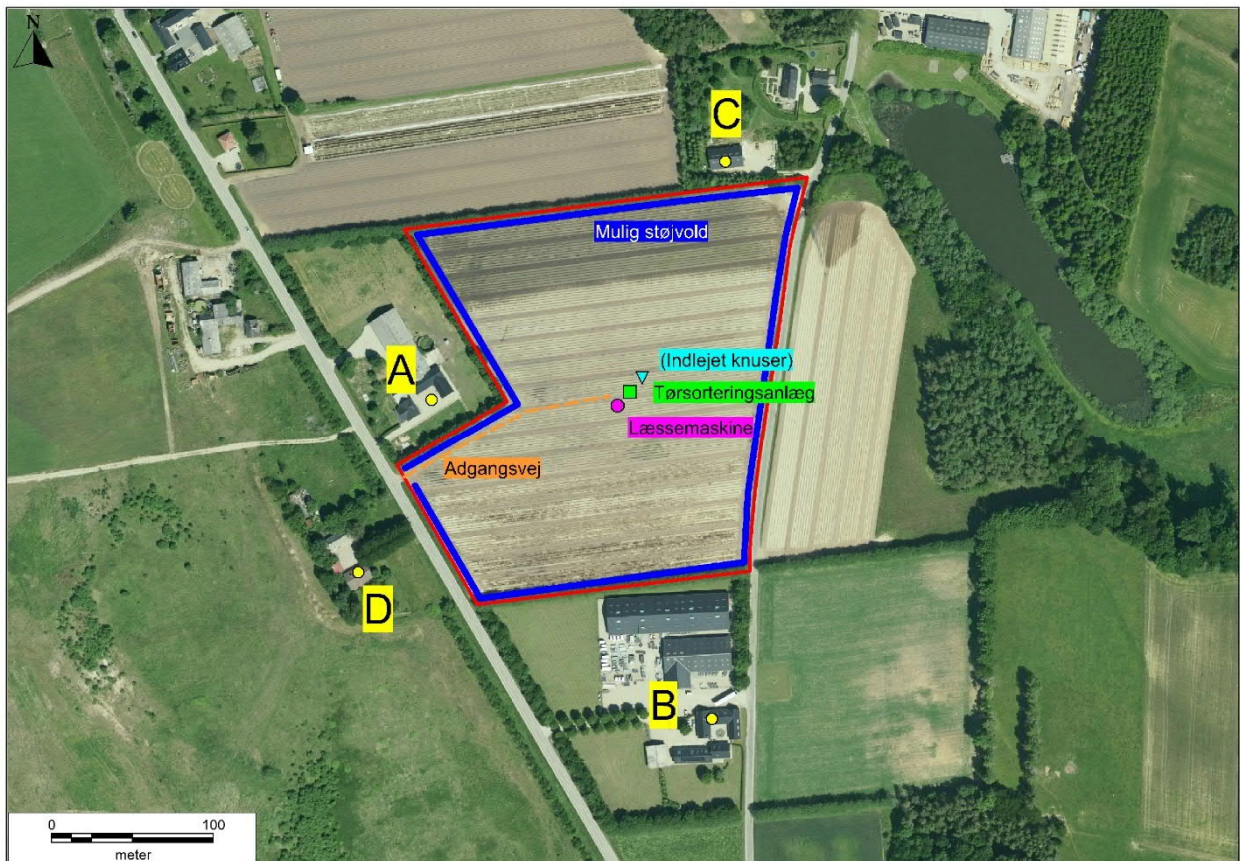 N
C
Mulig støjvold
(Indlejet knuser)
A
Tørsorteringsanlæg
Læssemaskine
Adgangsvej
D
B
0 100
meter